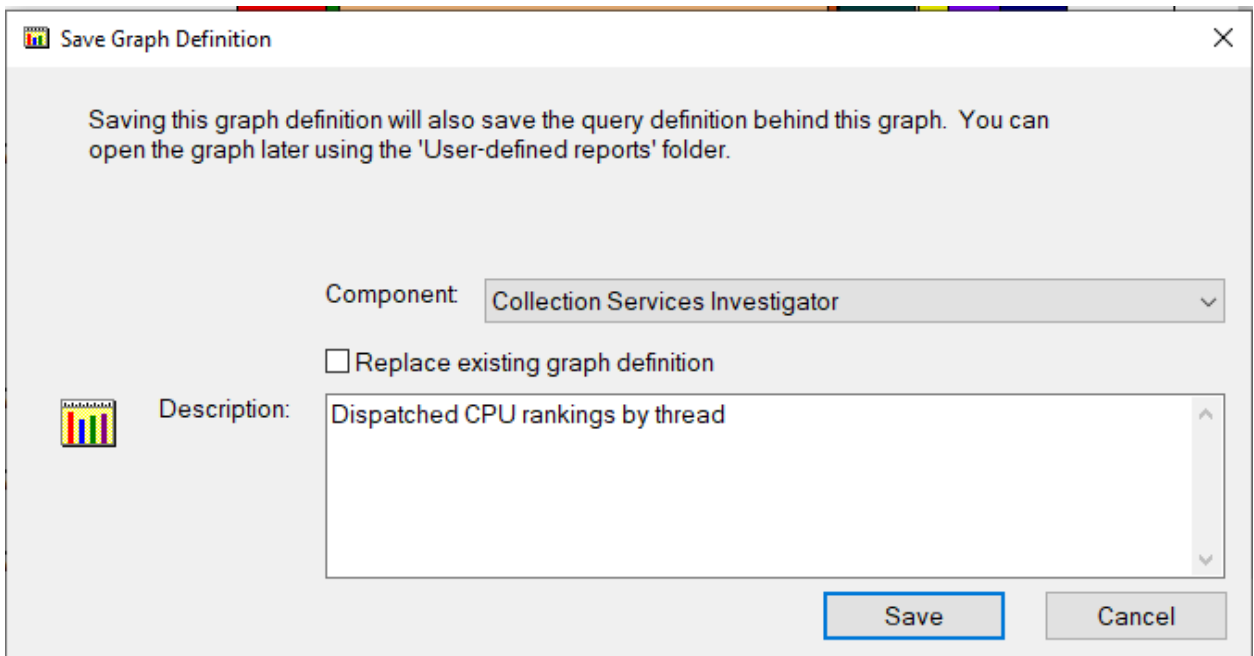 Save Graph Definition
Saving this graph definition will also save the query definition behind this graph.  You can
open the graph later using the 'User-defined reports' folder.
Component:
Collection Services Investigator
Replace existing graph definition
Description:
Dispatched CPU rankings by thread
Save
Cancel